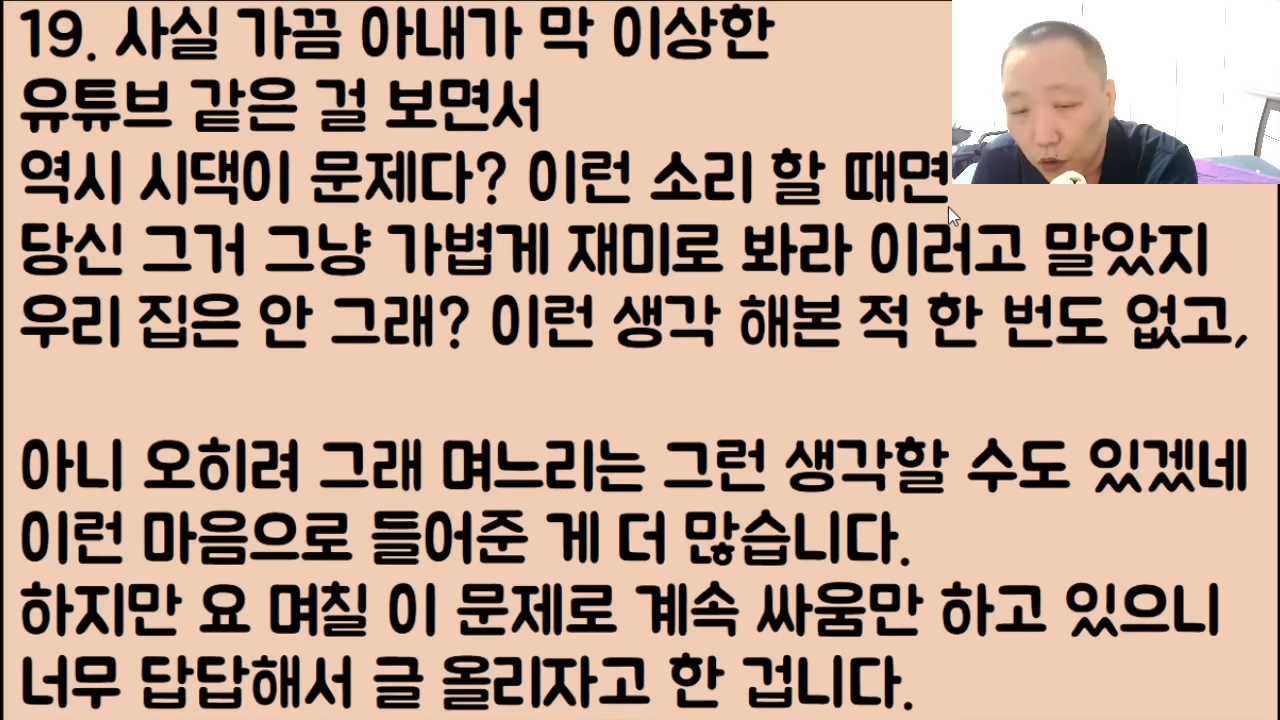 19. 사실 가끔 아내가 막 이상한
유튜브 같은 걸 보면서
역시 시댁이 문제다? 이런 소리 할 때면
당신 그거 그냥 가볍게 재미로 봐라 이러고 말았지
우리 집은 안 그래? 이런 생각 해본 적 한 번도 없고,
아니 오히려 그래 며느리는 그런 생각할 수도 있겠네
이런 마음으로 들어준 게 더 많습니다.
하지만 요 며칠 이 문제로 계속 싸움만 하고 있으니
너무 답답해서 글 올리자고 한 겁니다.